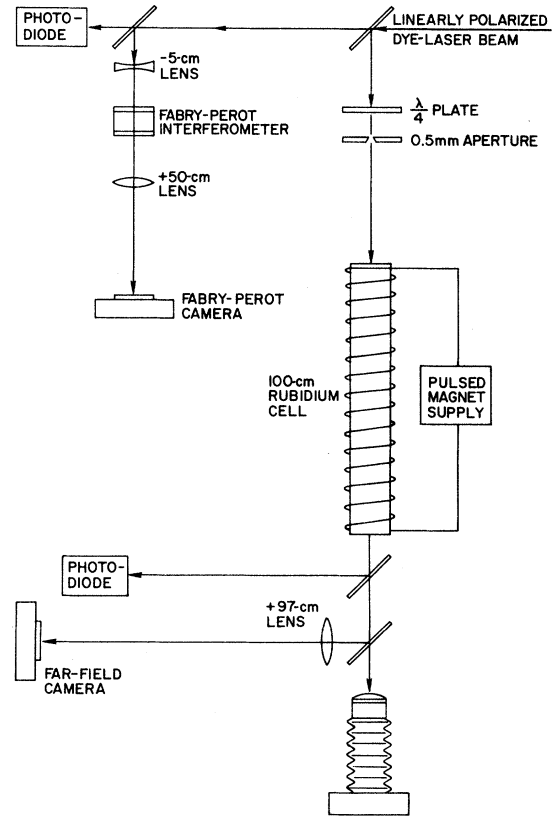 PHOTO-
DIODE
LINEARLY POLARIZED
DYE-LASER BEAM
-5-cm
LENS
λ/4 PLATE
FABRY-PEROT
INTERFEROMETER
0.5mm APERTURE
+50-cm
LENS
FABRY-PEROT
CAMERA
100-cm
RUBIDIUM
CELL
PULSED
MAGNET
SUPPLY
PHOTO-
DIODE
+97-cm
LENS
FAR-FIELD
CAMERA